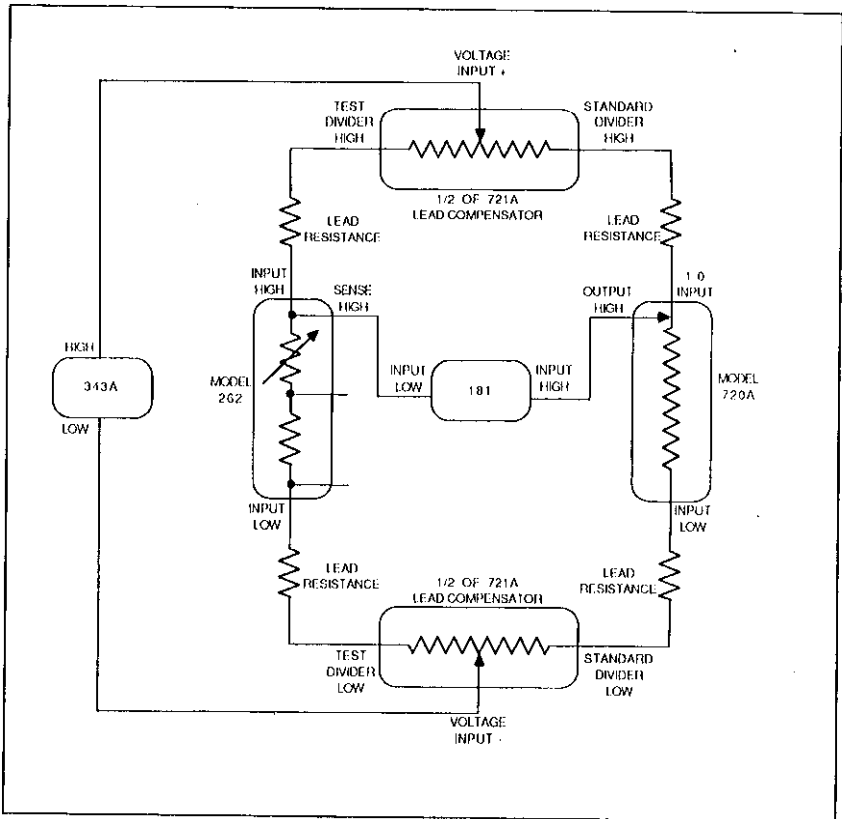 VOLTAGE
INPUT +
TEST
DIVIDER
HIGH
STANDARD
DIVIDER
HIGH
1/2 OF 721A
LEAD COMPENSATOR
LEAD
RESISTANCE
LEAD
RESISTANCE
INPUT
HIGH
SENSE
HIGH
OUTPUT
HIGH
1 0
INPUT
HIGH
343A
LOW
MODEL
262
INPUT
LOW
181
INPUT
HIGH
MODEL
720A
INPUT
LOW
INPUT
LOW
LEAD
RESISTANCE
1/2 OF 721A
LEAD COMPENSATOR
LEAD
RESISTANCE
TEST
DIVIDER
LOW
STANDARD
DIVIDER
LOW
VOLTAGE
INPUT -